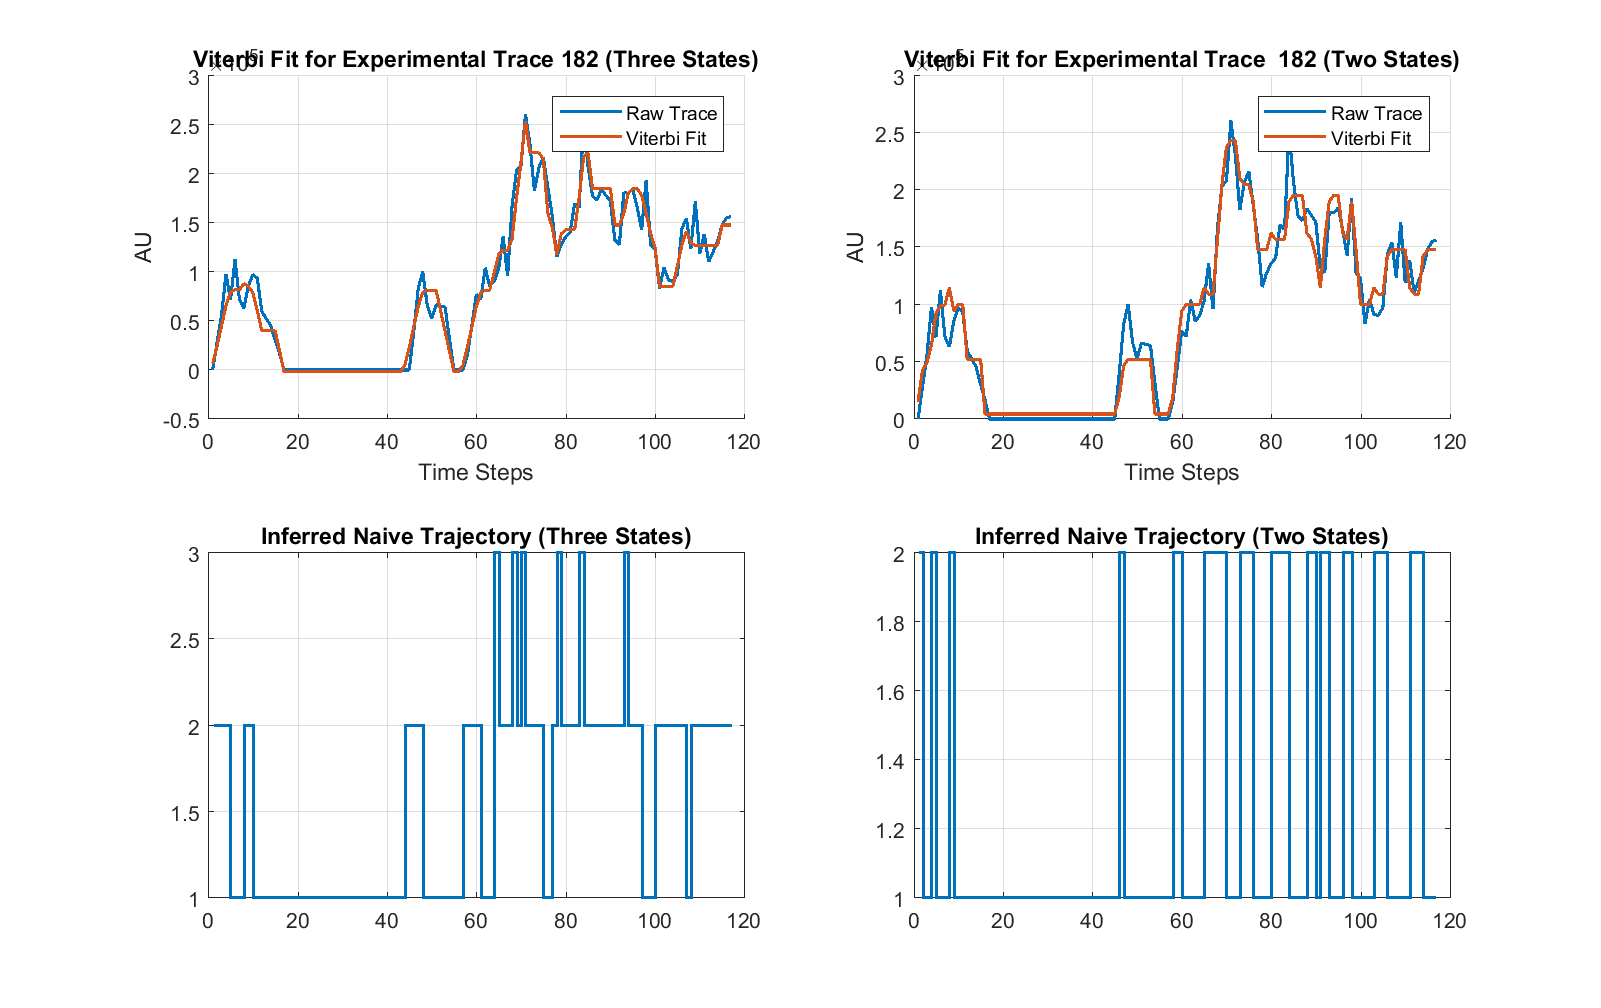 Viterbi Fit for Experimental Trace 182 (Three States)
×10^5
3
2.5
2
1.5
1
0.5
0
-0.5
AU
Raw Trace
Viterbi Fit
0 20 40 60 80 100 120
Time Steps
Viterbi Fit for Experimental Trace  182 (Two States)
×10^5
3
2.5
2
1.5
1
0.5
0
AU
Raw Trace
Viterbi Fit
0 20 40 60 80 100 120
Time Steps
Inferred Naive Trajectory (Three States)
3
2.5
2
1.5
1
0 20 40 60 80 100 120
Inferred Naive Trajectory (Two States)
2
1.8
1.6
1.4
1.2
1
0 20 40 60 80 100 120